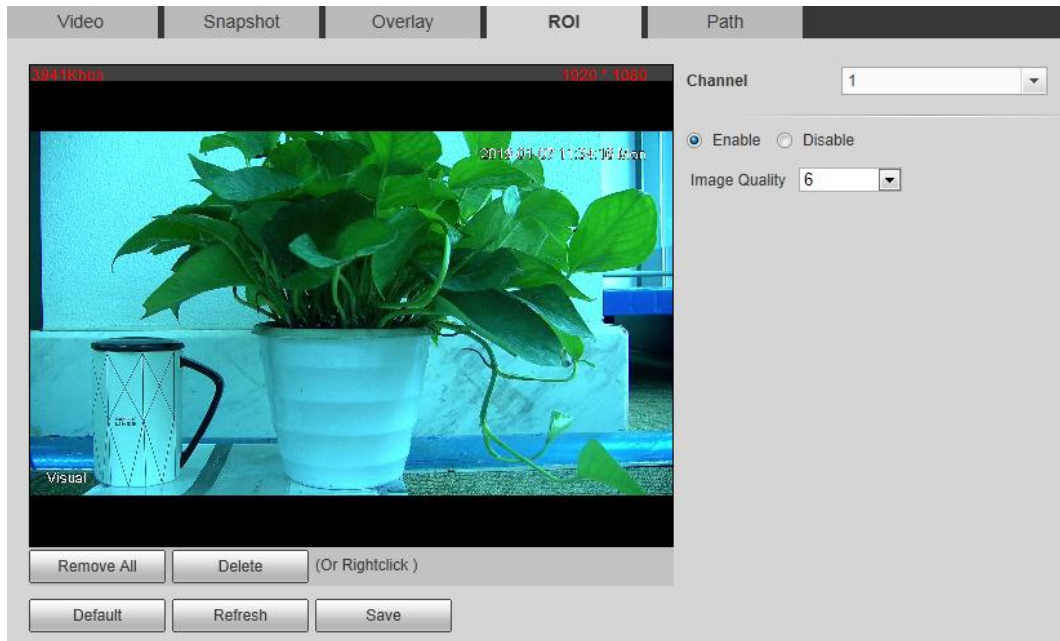 Video Snapshot Overlay ROI Path
3941Kbps 1920 * 1080
Channel 1
Enable Disable
Image Quality 6
Visual
Remove All Delete (Or Rightclick )
Default Refresh Save